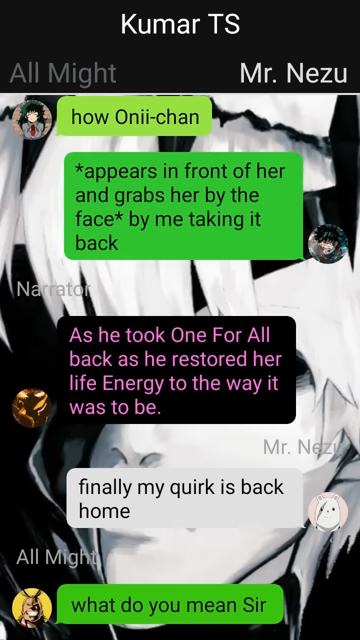 Kumar TS
All Might
Mr. Nezu
how Onii-chan
*appears in front of her
and grabs her by the
face* by me taking it
back
Narrator
As he took One For All
back as he restored her
life Energy to the way it
was to be.
Mr. Nezu
finally my quirk is back
home
All Might
what do you mean Sir